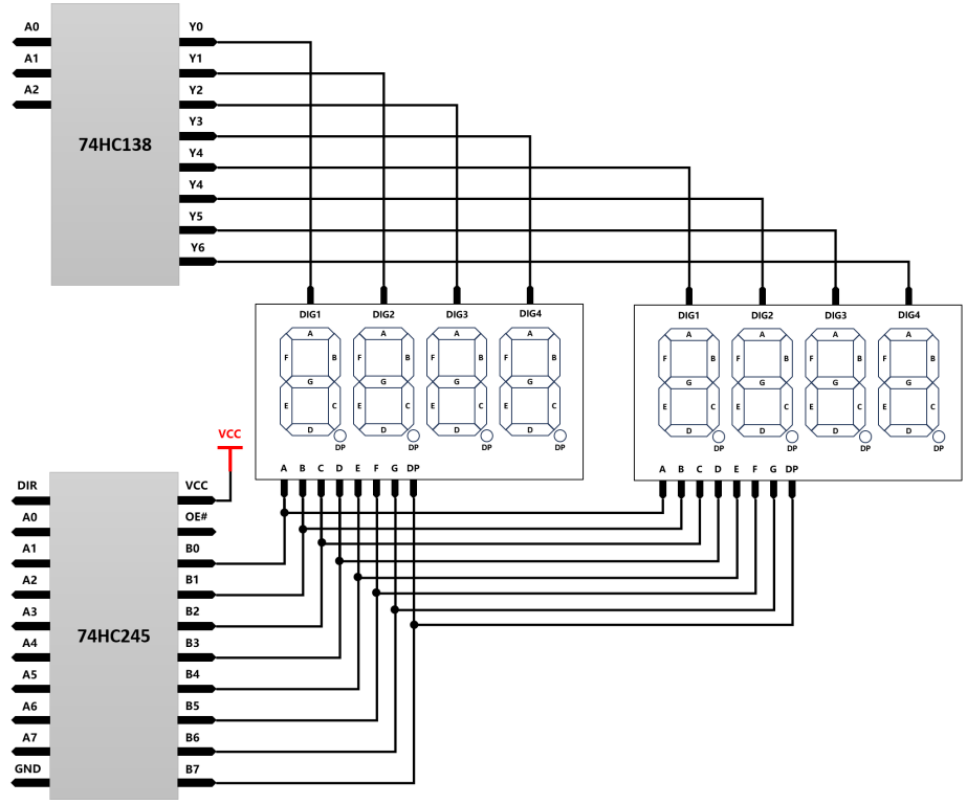 A0 Y0
A1 Y1
A2 Y2
Y3
74HC138
Y4
Y4
Y5
Y6
DIG1 DIG2 DIG3 DIG4 DIG1 DIG2 DIG3 DIG4
A A A A A A A A
F B F B F B F B F B F B F B F B
G G G G G G G G
E C E C E C E C E C E C E C E C
D D D D D D D D
DP DP DP DP DP DP DP DP
A B C D E F G DP A B C D E F G DP
VCC
DIR VCC
A0 OE#
A1 B0
A2 B1
A3 B2
74HC245
A4 B3
A5 B4
A6 B5
A7 B6
GND B7